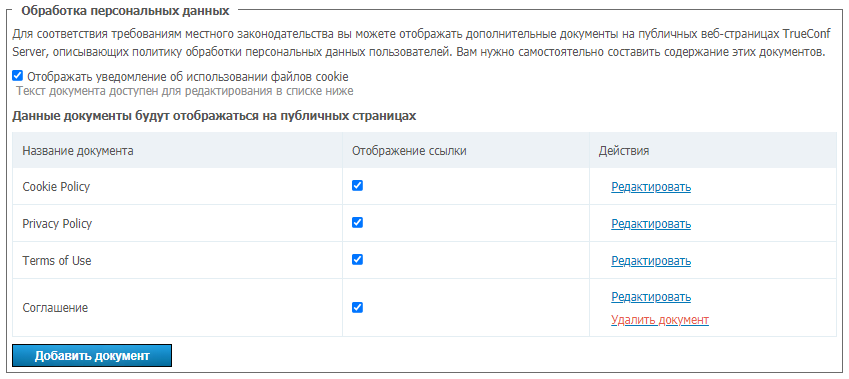 Обработка персональных данных
Для соответствия требованиям местного законодательства вы можете отображать дополнительные документы на публичных веб-страницах TrueConf
Server, описывающих политику обработки персональных данных пользователей. Вам нужно самостоятельно составить содержание этих документов.
Отображать уведомление об использовании файлов cookie
Текст документа доступен для редактирования в списке ниже
Данные документы будут отображаться на публичных страницах
Название документа Отображение ссылки Действия
Cookie Policy Редактировать
Privacy Policy Редактировать
Terms of Use Редактировать
Соглашение Редактировать
Удалить документ
Добавить документ